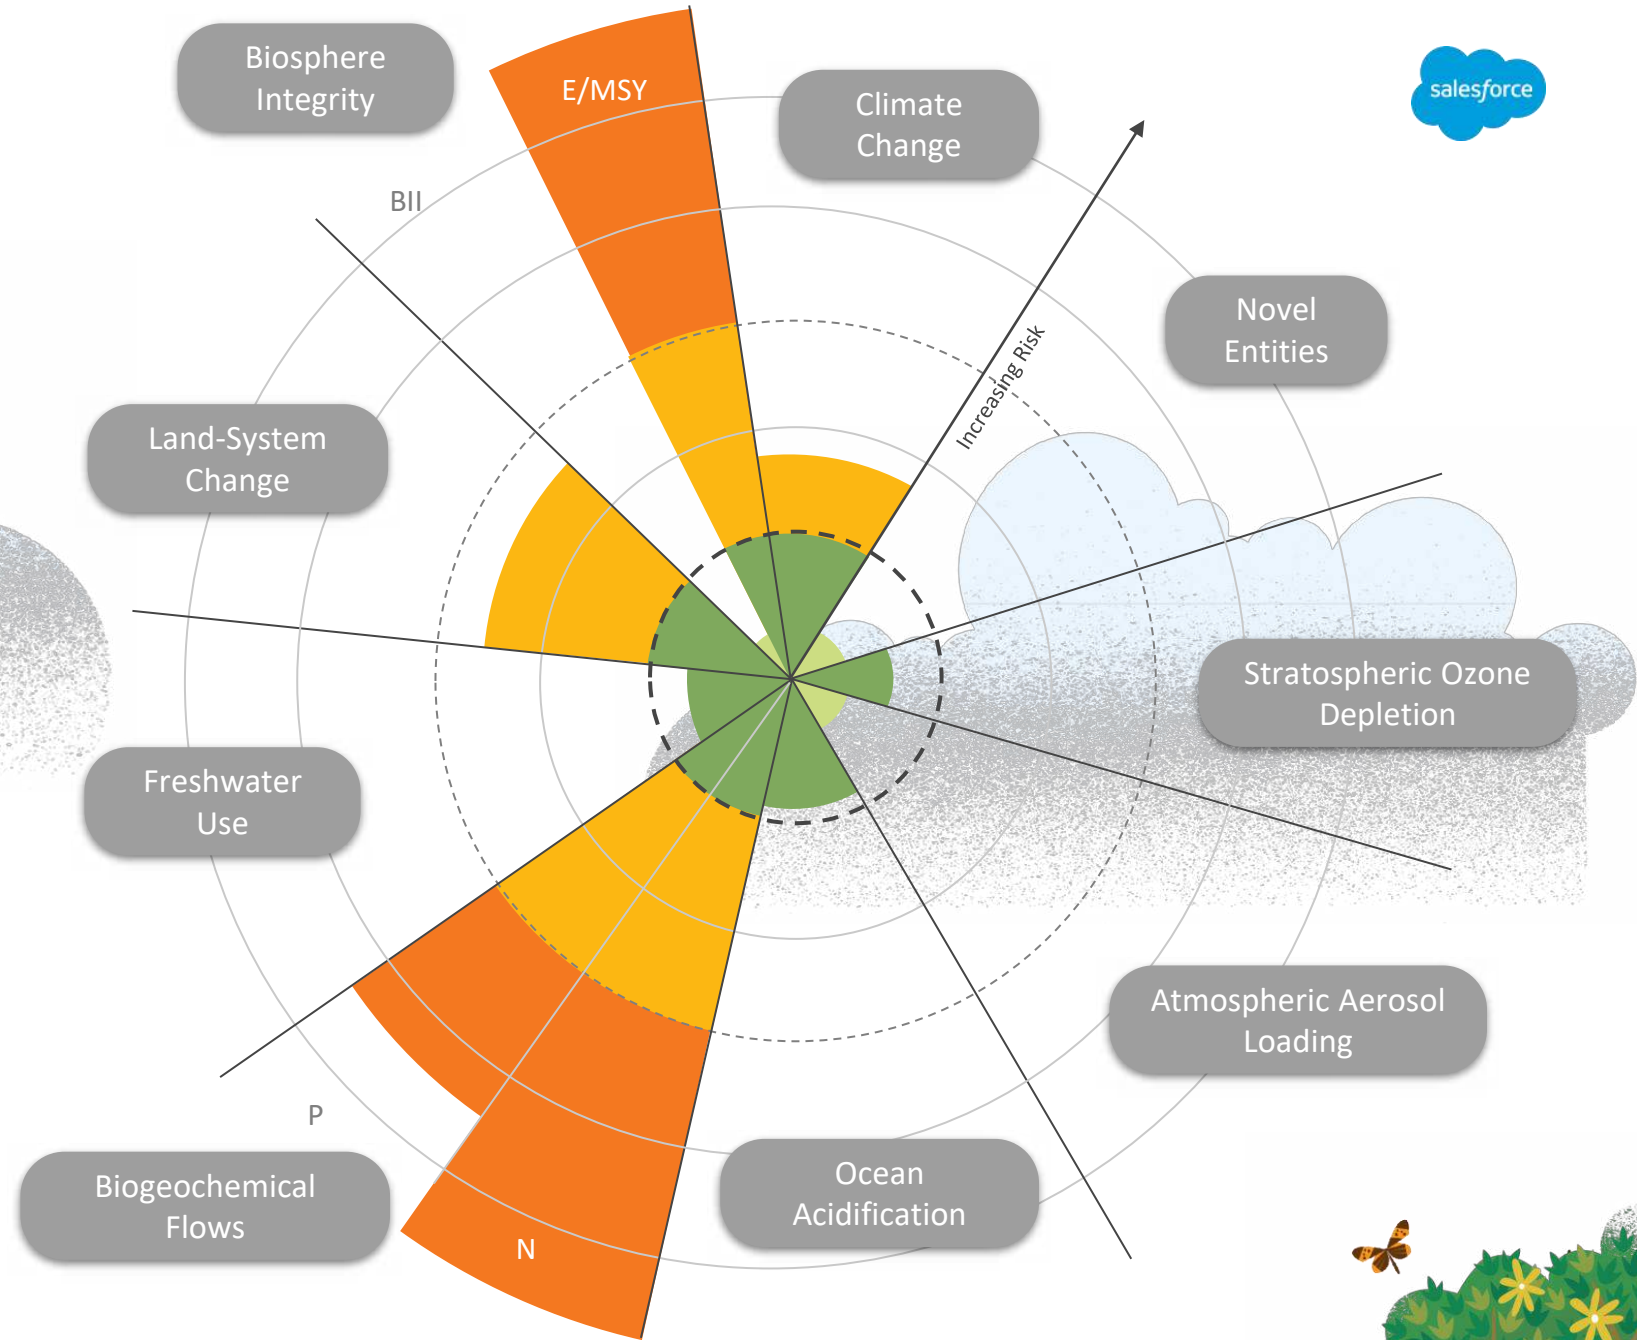 Biosphere
Integrity
E/MSY
Climate
Change
salesforce
BII
Increasing Risk
Novel
Entities
Land-System
Change
Stratospheric Ozone
Depletion
Freshwater
Use
Atmospheric Aerosol
Loading
P
Biogeochemical
Flows
N
Ocean
Acidification